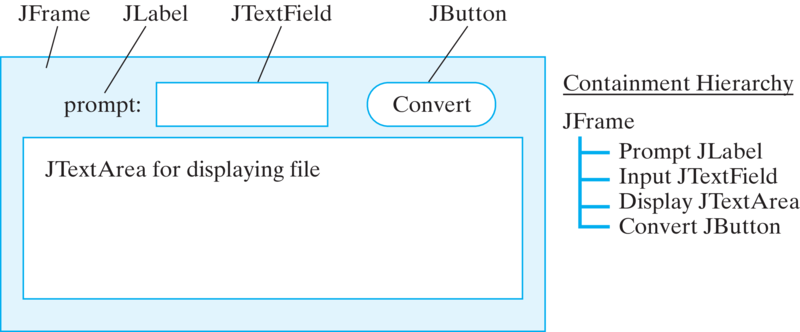 JFrame JLabel JTextField JButton
prompt: Convert
JTextArea for displaying file
Containment Hierarchy
JFrame
Prompt JLabel
Input JTextField
Display JTextArea
Convert JButton